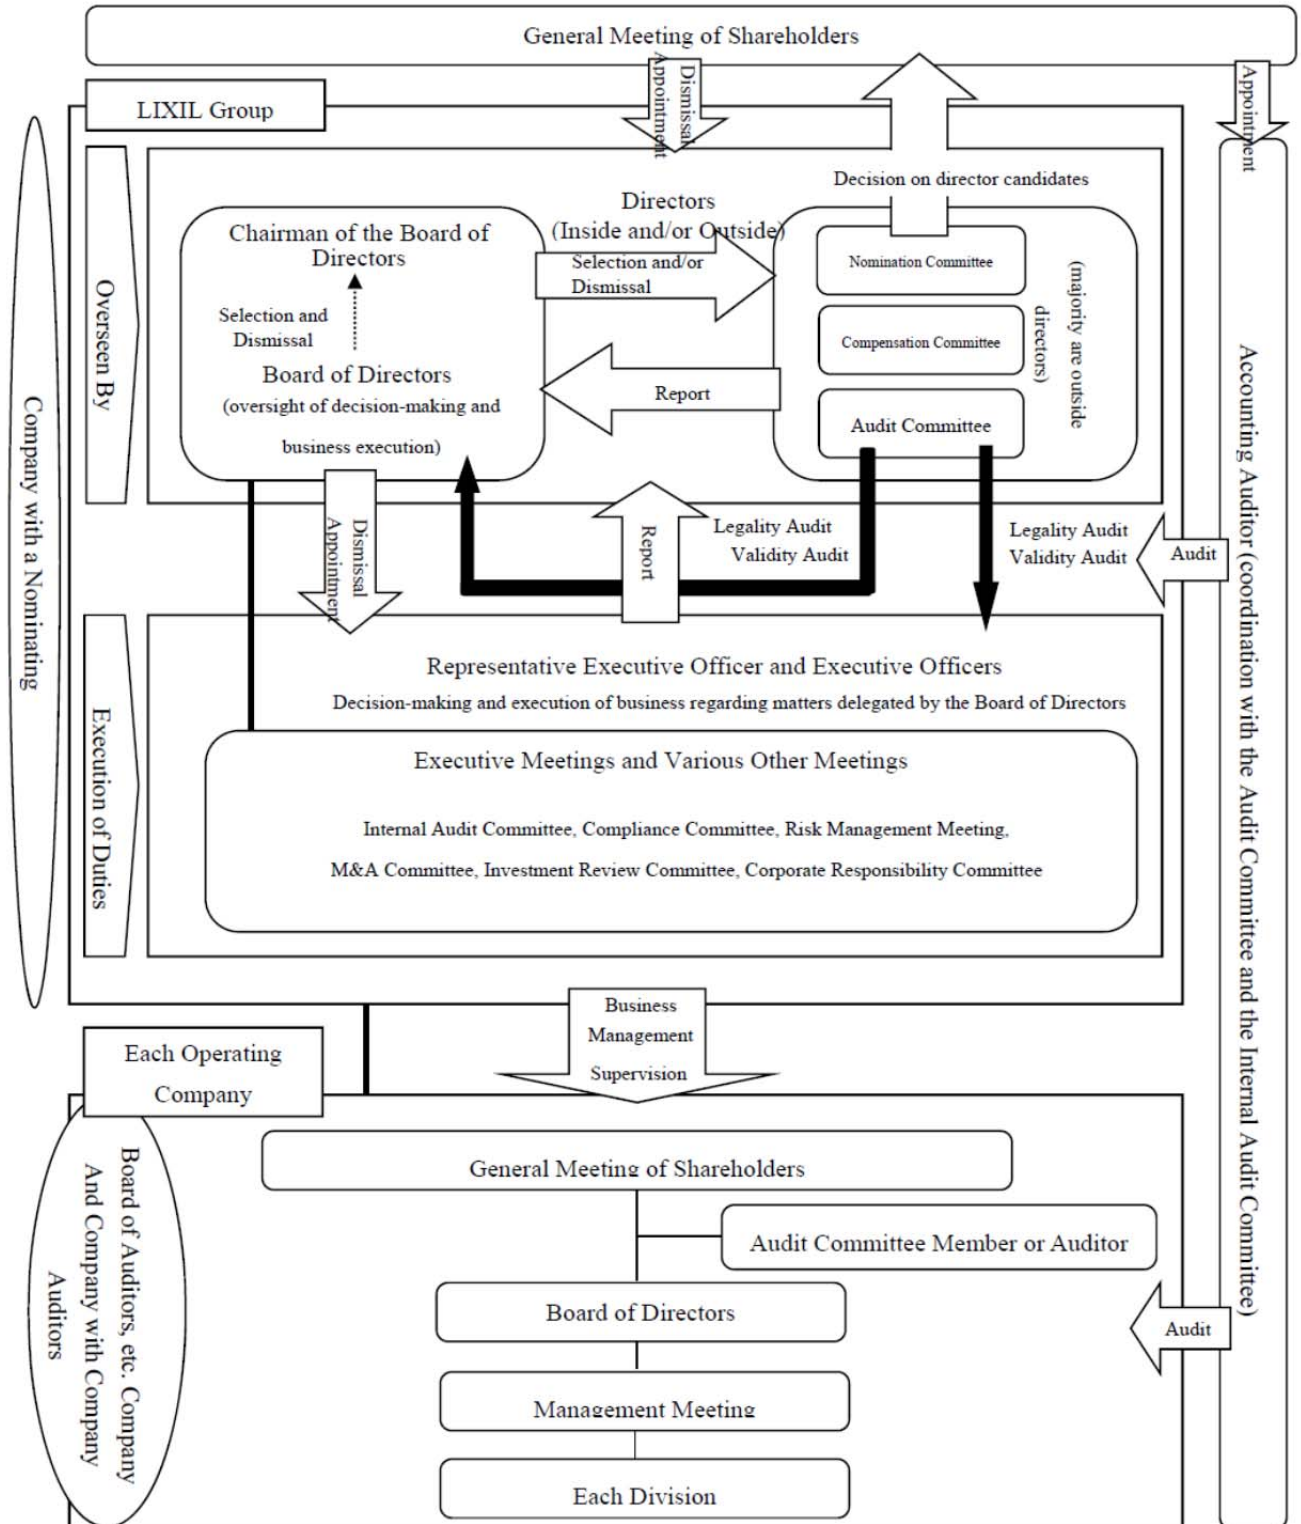 General Meeting of Shareholders
Dismissal
Appointment
Appointment
LIXIL Group
Decision on director candidates
Directors
(Inside and/or Outside)
Chairman of the Board of
Directors
Selection and/or
Dismissal
Nomination Committee
Selection and
Dismissal
Compensation Committee
(majority are outside
directors)
Board of Directors
(oversight of decision-making and
business execution)
Report
Audit Committee
Overseen By
Company with a Nominating
Dismissal
Appointment
Report
Legality Audit
Validity Audit
Legality Audit
Validity Audit
Audit
Accounting Auditor (coordination with the Audit Committee and the Internal Audit Committee)
Execution of Duties
Representative Executive Officer and Executive Officers
Decision-making and execution of business regarding matters delegated by the Board of Directors
Executive Meetings and Various Other Meetings
Internal Audit Committee, Compliance Committee, Risk Management Meeting,
M&A Committee, Investment Review Committee, Corporate Responsibility Committee
Business
Management
Supervision
Each Operating
Company
Board of Auditors, etc. Company
And Company with Company
Auditors
General Meeting of Shareholders
Audit Committee Member or Auditor
Board of Directors
Audit
Management Meeting
Each Division